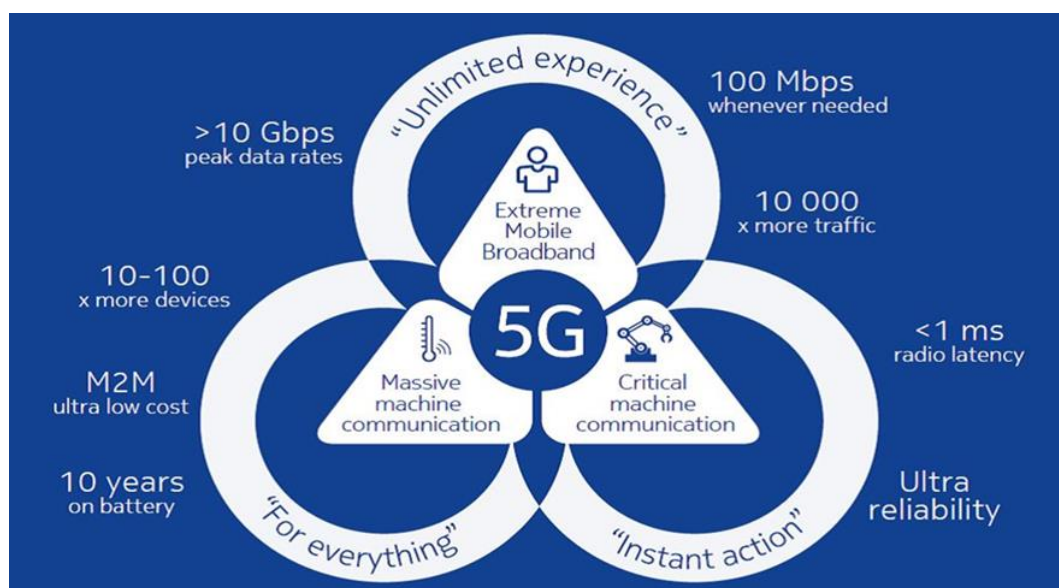 "Unlimited experience"
>10 Gbps
peak data rates
100 Mbps
whenever needed
10 000
x more traffic
Extreme
Mobile
Broadband
10-100
x more devices
M2M
ultra low cost
10 years
on battery
5G
Massive
machine
communication
Critical
machine
communication
<1 ms
radio latency
Ultra
reliability
"For everything"
"Instant action"